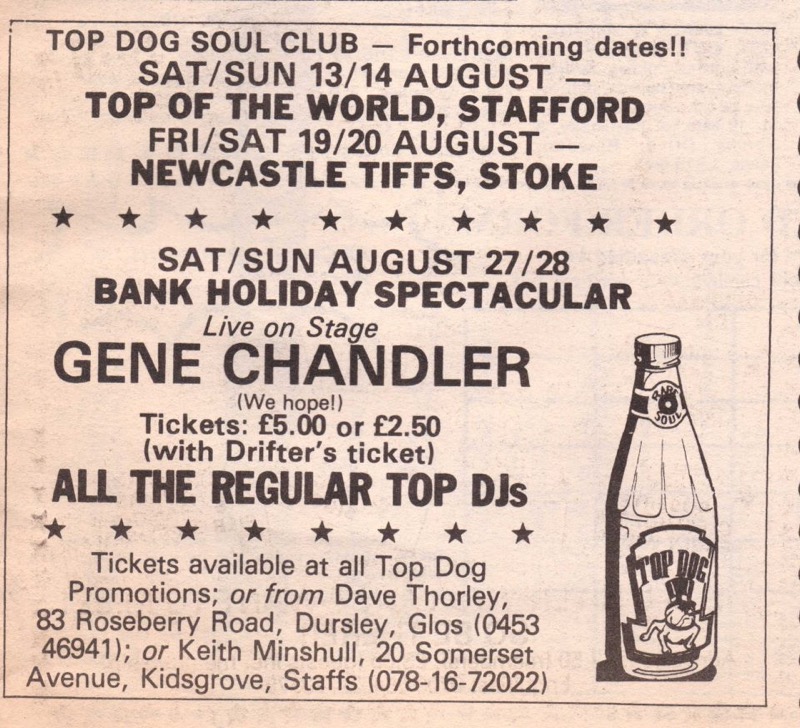 TOP DOG SOUL CLUB — Forthcoming dates!!
SAT/SUN 13/14 AUGUST —
TOP OF THE WORLD, STAFFORD
FRI/SAT 19/20 AUGUST —
NEWCASTLE TIFFS, STOKE
SAT/SUN AUGUST 27/28
BANK HOLIDAY SPECTACULAR
Live on Stage
GENE CHANDLER
(We hope!)
Tickets: £5.00 or £2.50
(with Drifter's ticket)
ALL THE REGULAR TOP DJs
Tickets available at all Top Dog
Promotions; or from Dave Thorley,
83 Roseberry Road, Dursley, Glos (0453
46941); or Keith Minshull, 20 Somerset
Avenue, Kidsgrove, Staffs (078-16-72022)
RARE
SOUL
TOP DOG